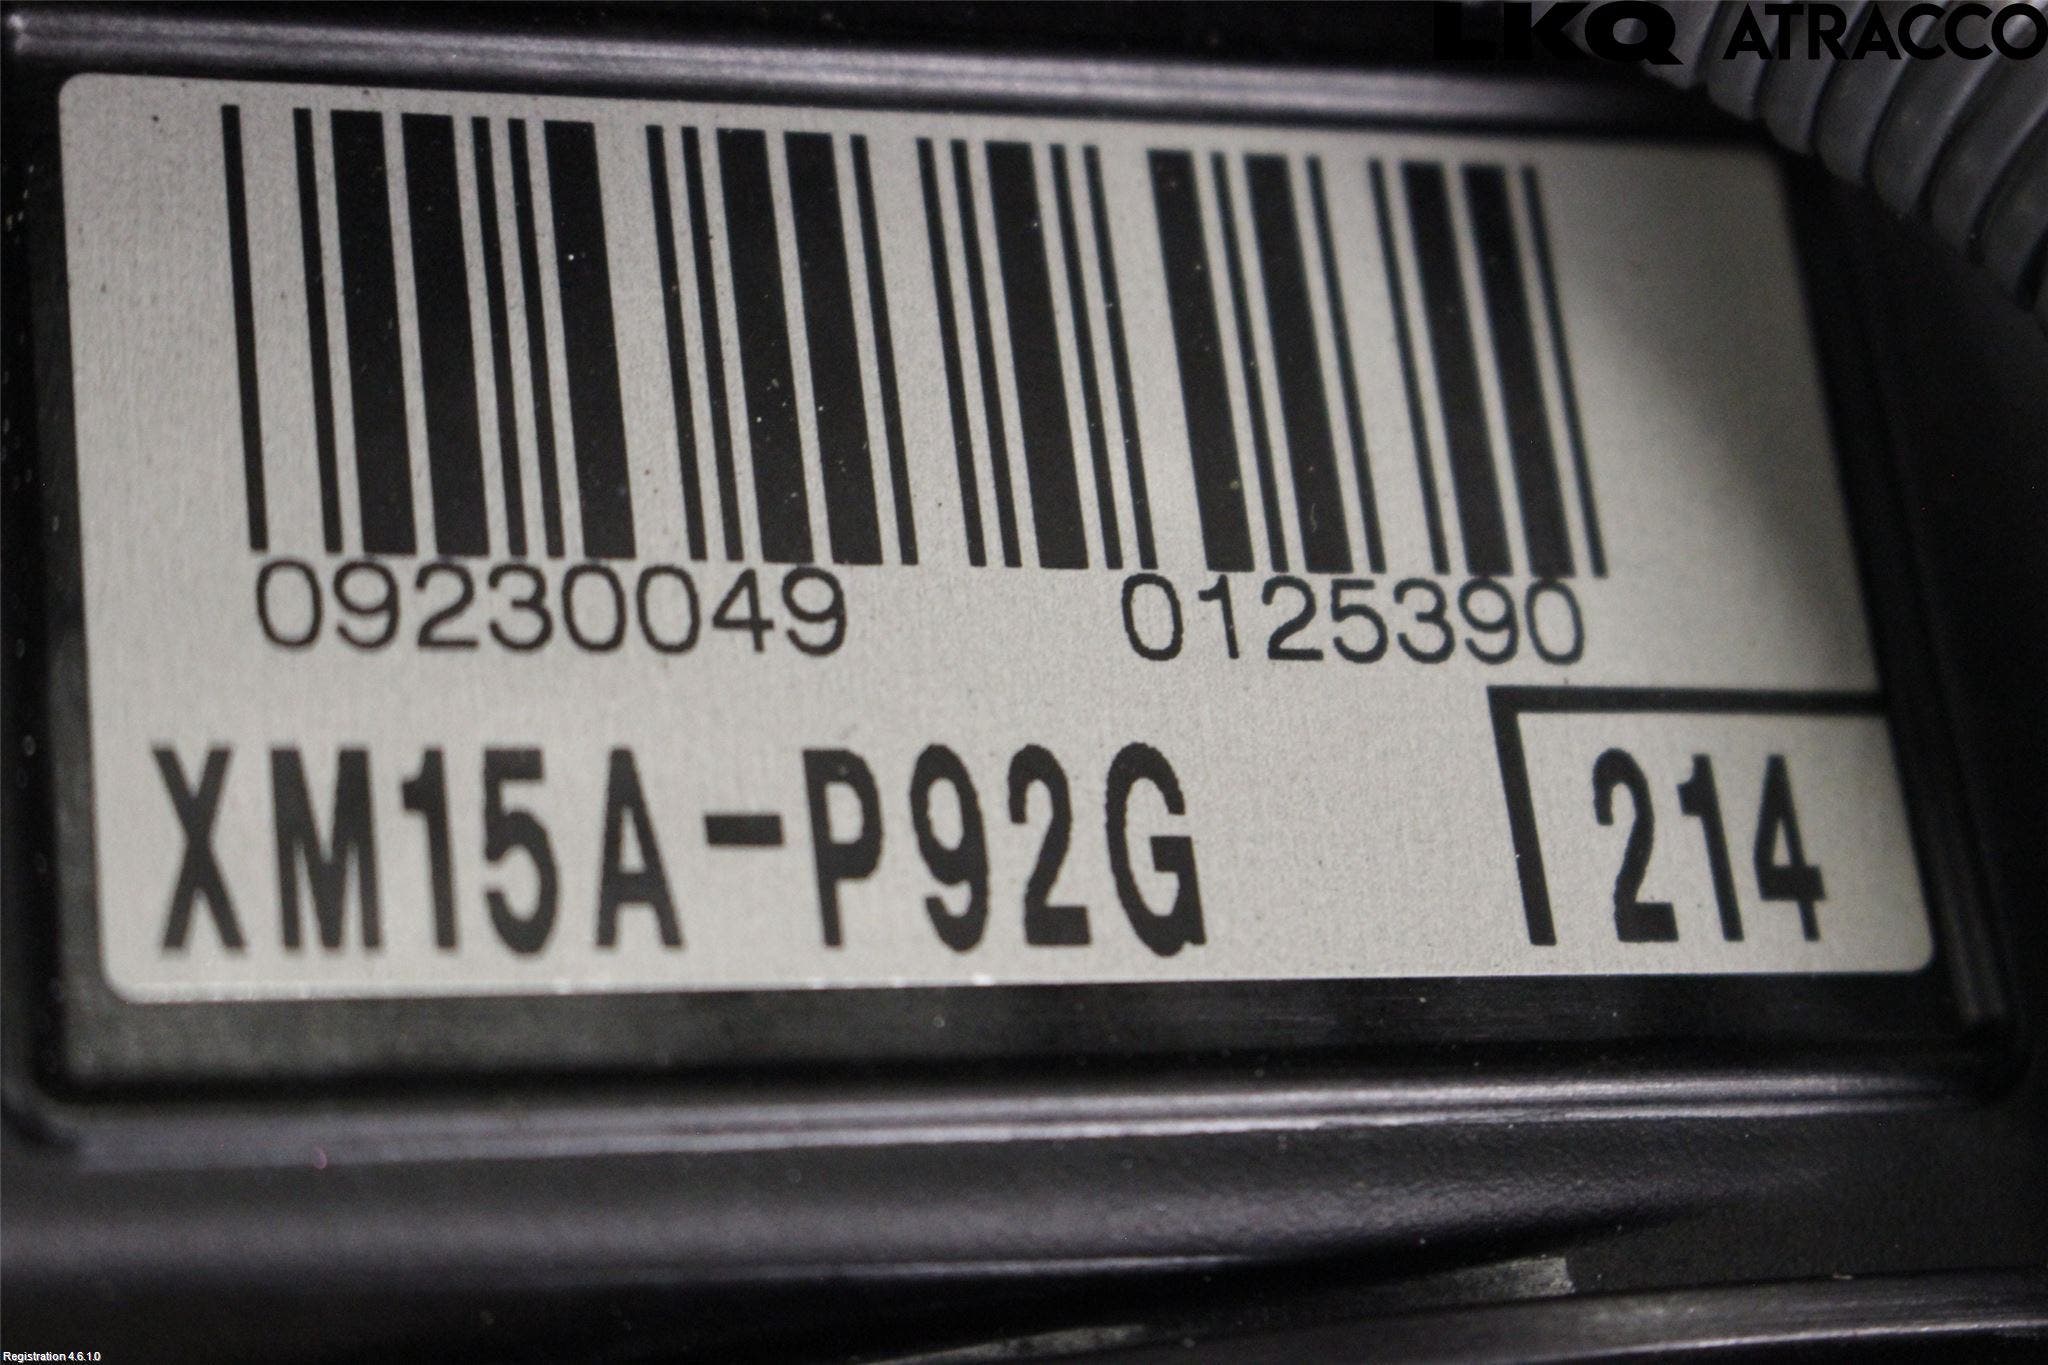 LKQ ATRACCO
09230049 0125390
XM15A-P92G 214
Registration 4.6.1.0